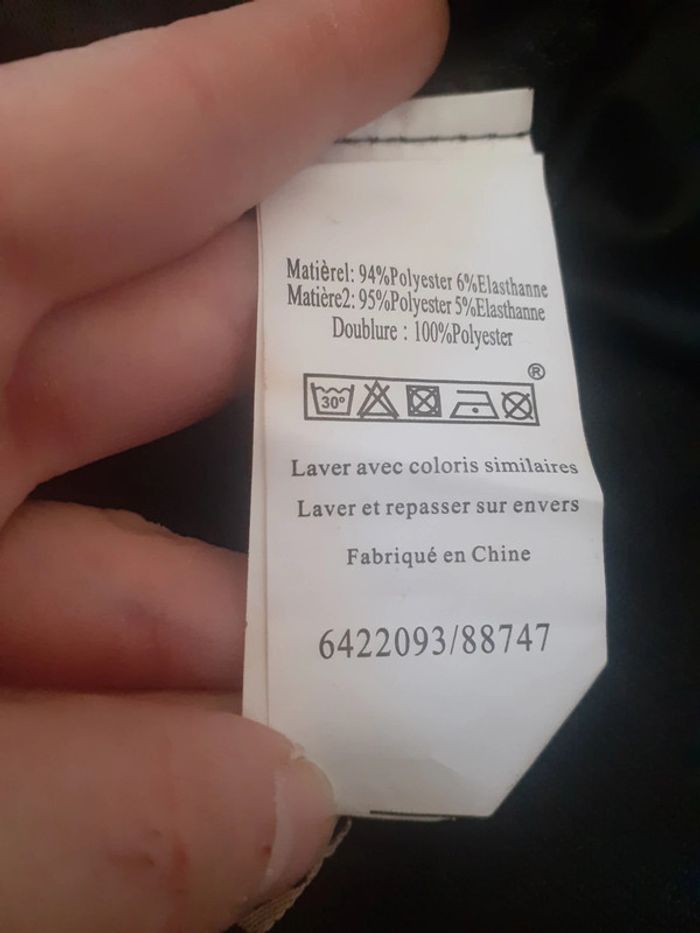 Matièrel: 94%Polyester 6%Elasthanne
Matière2: 95%Polyester 5%Elasthanne
Doublure : 100%Polyester
®
30°
Laver avec coloris similaires
Laver et repasser sur envers
Fabriqué en Chine
6422093/88747